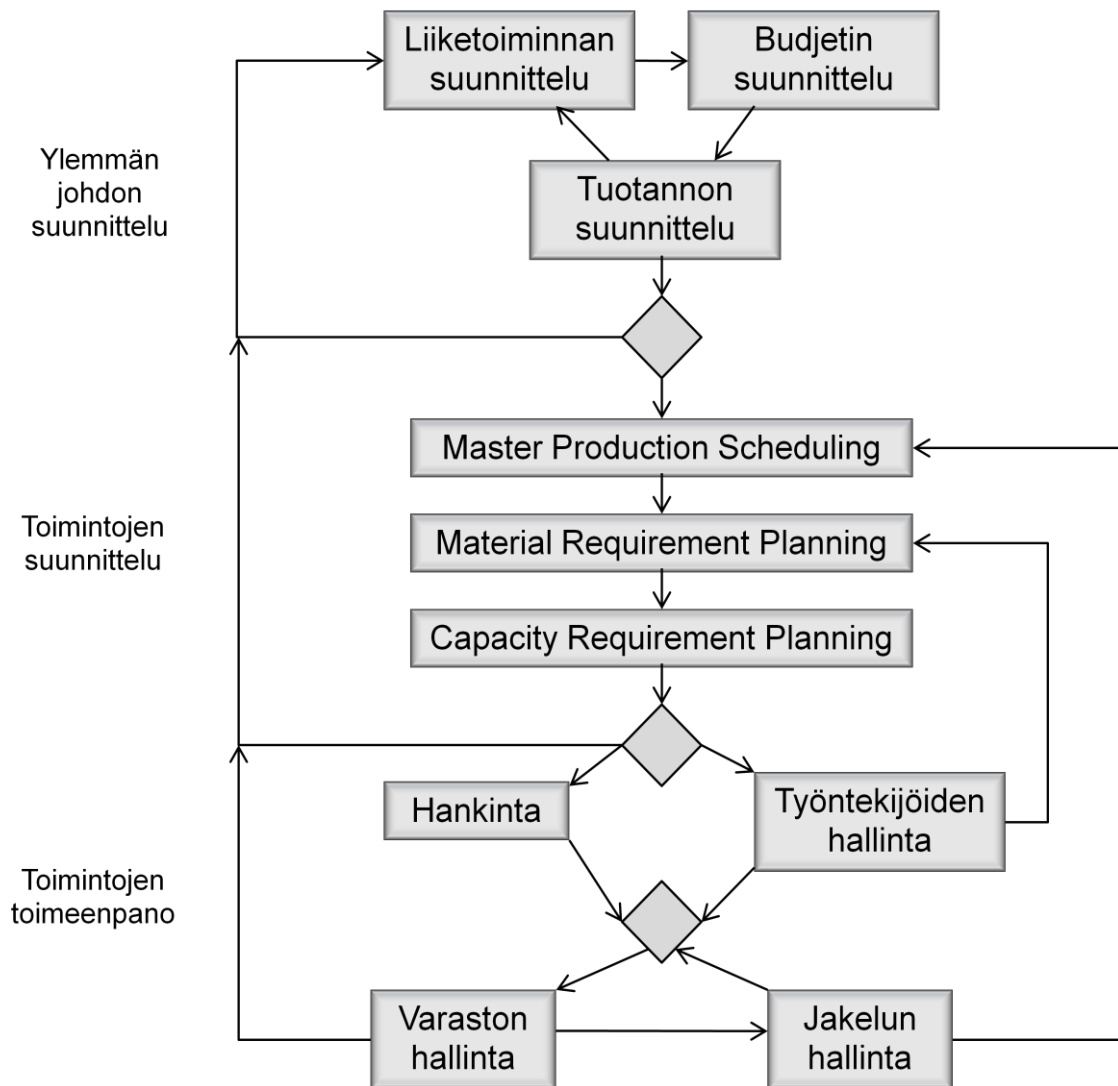 Liiketoiminnan
suunnittelu
Budjetin
suunnittelu
Ylemmän
johdon
suunnittelu
Tuotannon
suunnittelu
Master Production Scheduling
Toimintojen
suunnittelu
Material Requirement Planning
Capacity Requirement Planning
Hankinta
Työntekijöiden
hallinta
Toimintojen
toimeenpano
Varaston
hallinta
Jakelun
hallinta